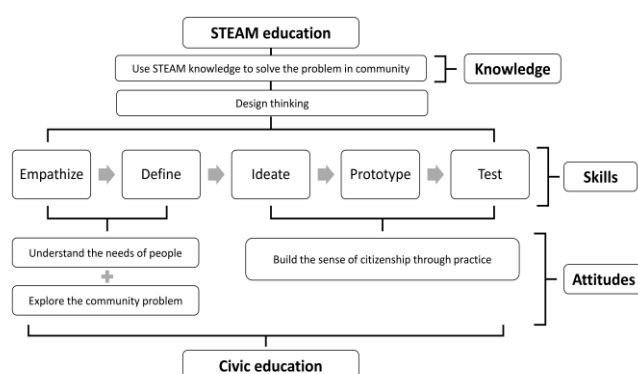 STEAM education
Use STEAM knowledge to solve the problem in community
Knowledge
Design thinking
Empathize
Define
Ideate
Prototype
Test
Skills
Understand the needs of people
Build the sense of citizenship through practice
Explore the community problem
Attitudes
Civic education